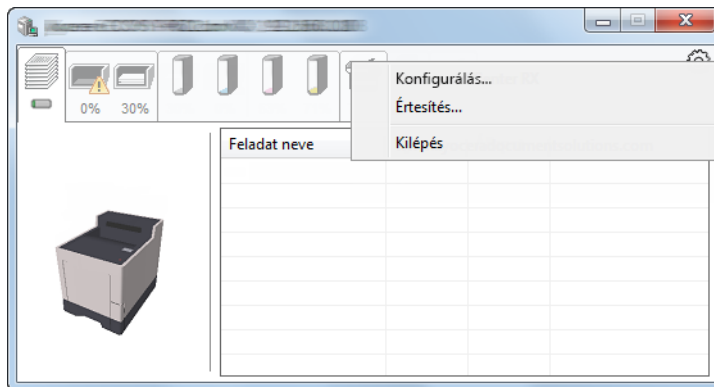 Konfigurálás...
Értesítés...
0% 30%
Feladat neve
Kilépés